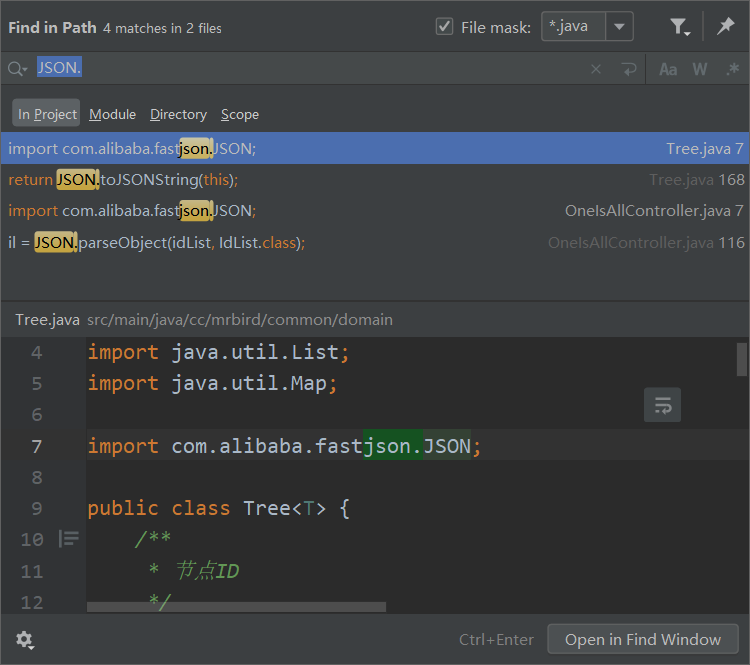 Find in Path 4 matches in 2 files File mask: *.java
JSON. Aa W .*
In Project Module Directory Scope
import com.alibaba.fastjson.JSON; Tree.java 7
return JSON.toJSONString(this); Tree.java 168
import com.alibaba.fastjson.JSON; OneIsAllController.java 7
il = JSON.parseObject(idList, IdList.class); OneIsAllController.java 116
Tree.java src/main/java/cc/mrbird/common/domain
4 import java.util.List;
5 import java.util.Map;
6
7 import com.alibaba.fastjson.JSON;
8
9 public class Tree<T> {
10 /**
11 * 节点ID
12 */
Ctrl+Enter Open in Find Window